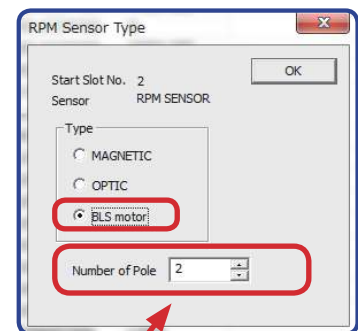 RPM Sensor Type
OK
Start Slot No. 2
Sensor RPM SENSOR
Type
MAGNETIC
OPTIC
BLS motor
Number of Pole 2